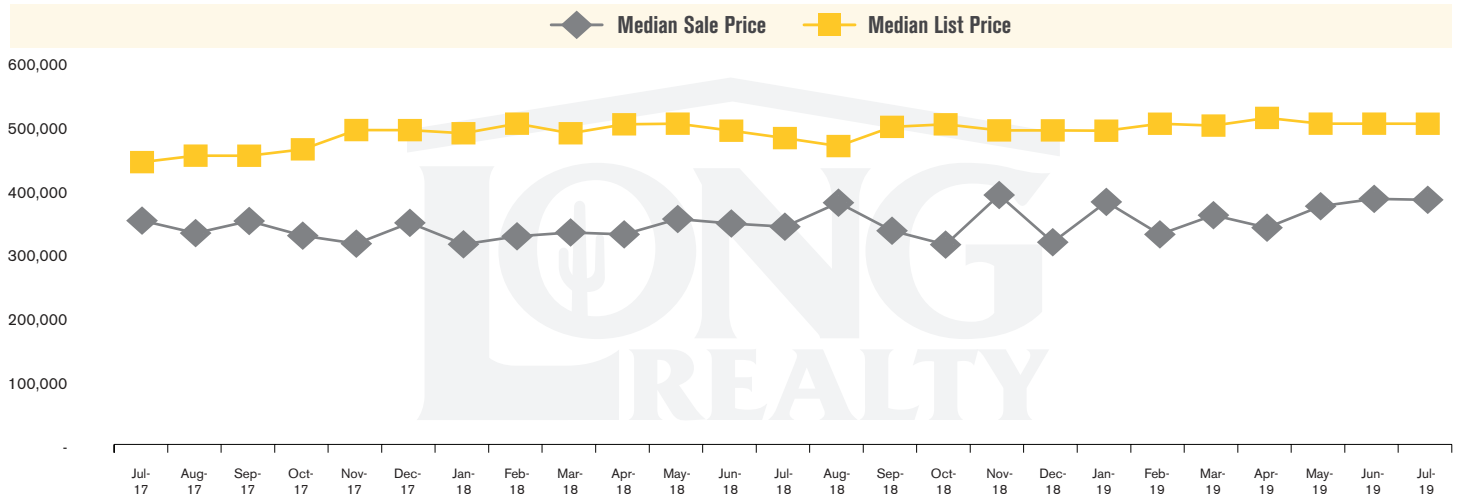 Median Sale Price Median List Price
600,000
500,000
400,000
300,000
200,000
100,000
-
LONG
REALTY
Jul- Aug- Sep- Oct- Nov- Dec- Jan- Feb- Mar- Apr- May- Jun- Jul- Aug- Sep- Oct- Nov- Dec- Jan- Feb- Mar- Apr- May- Jun- Jul-
17 17 17 17 17 17 18 18 18 18 18 18 18 18 18 18 18 18 19 19 19 19 19 19 19